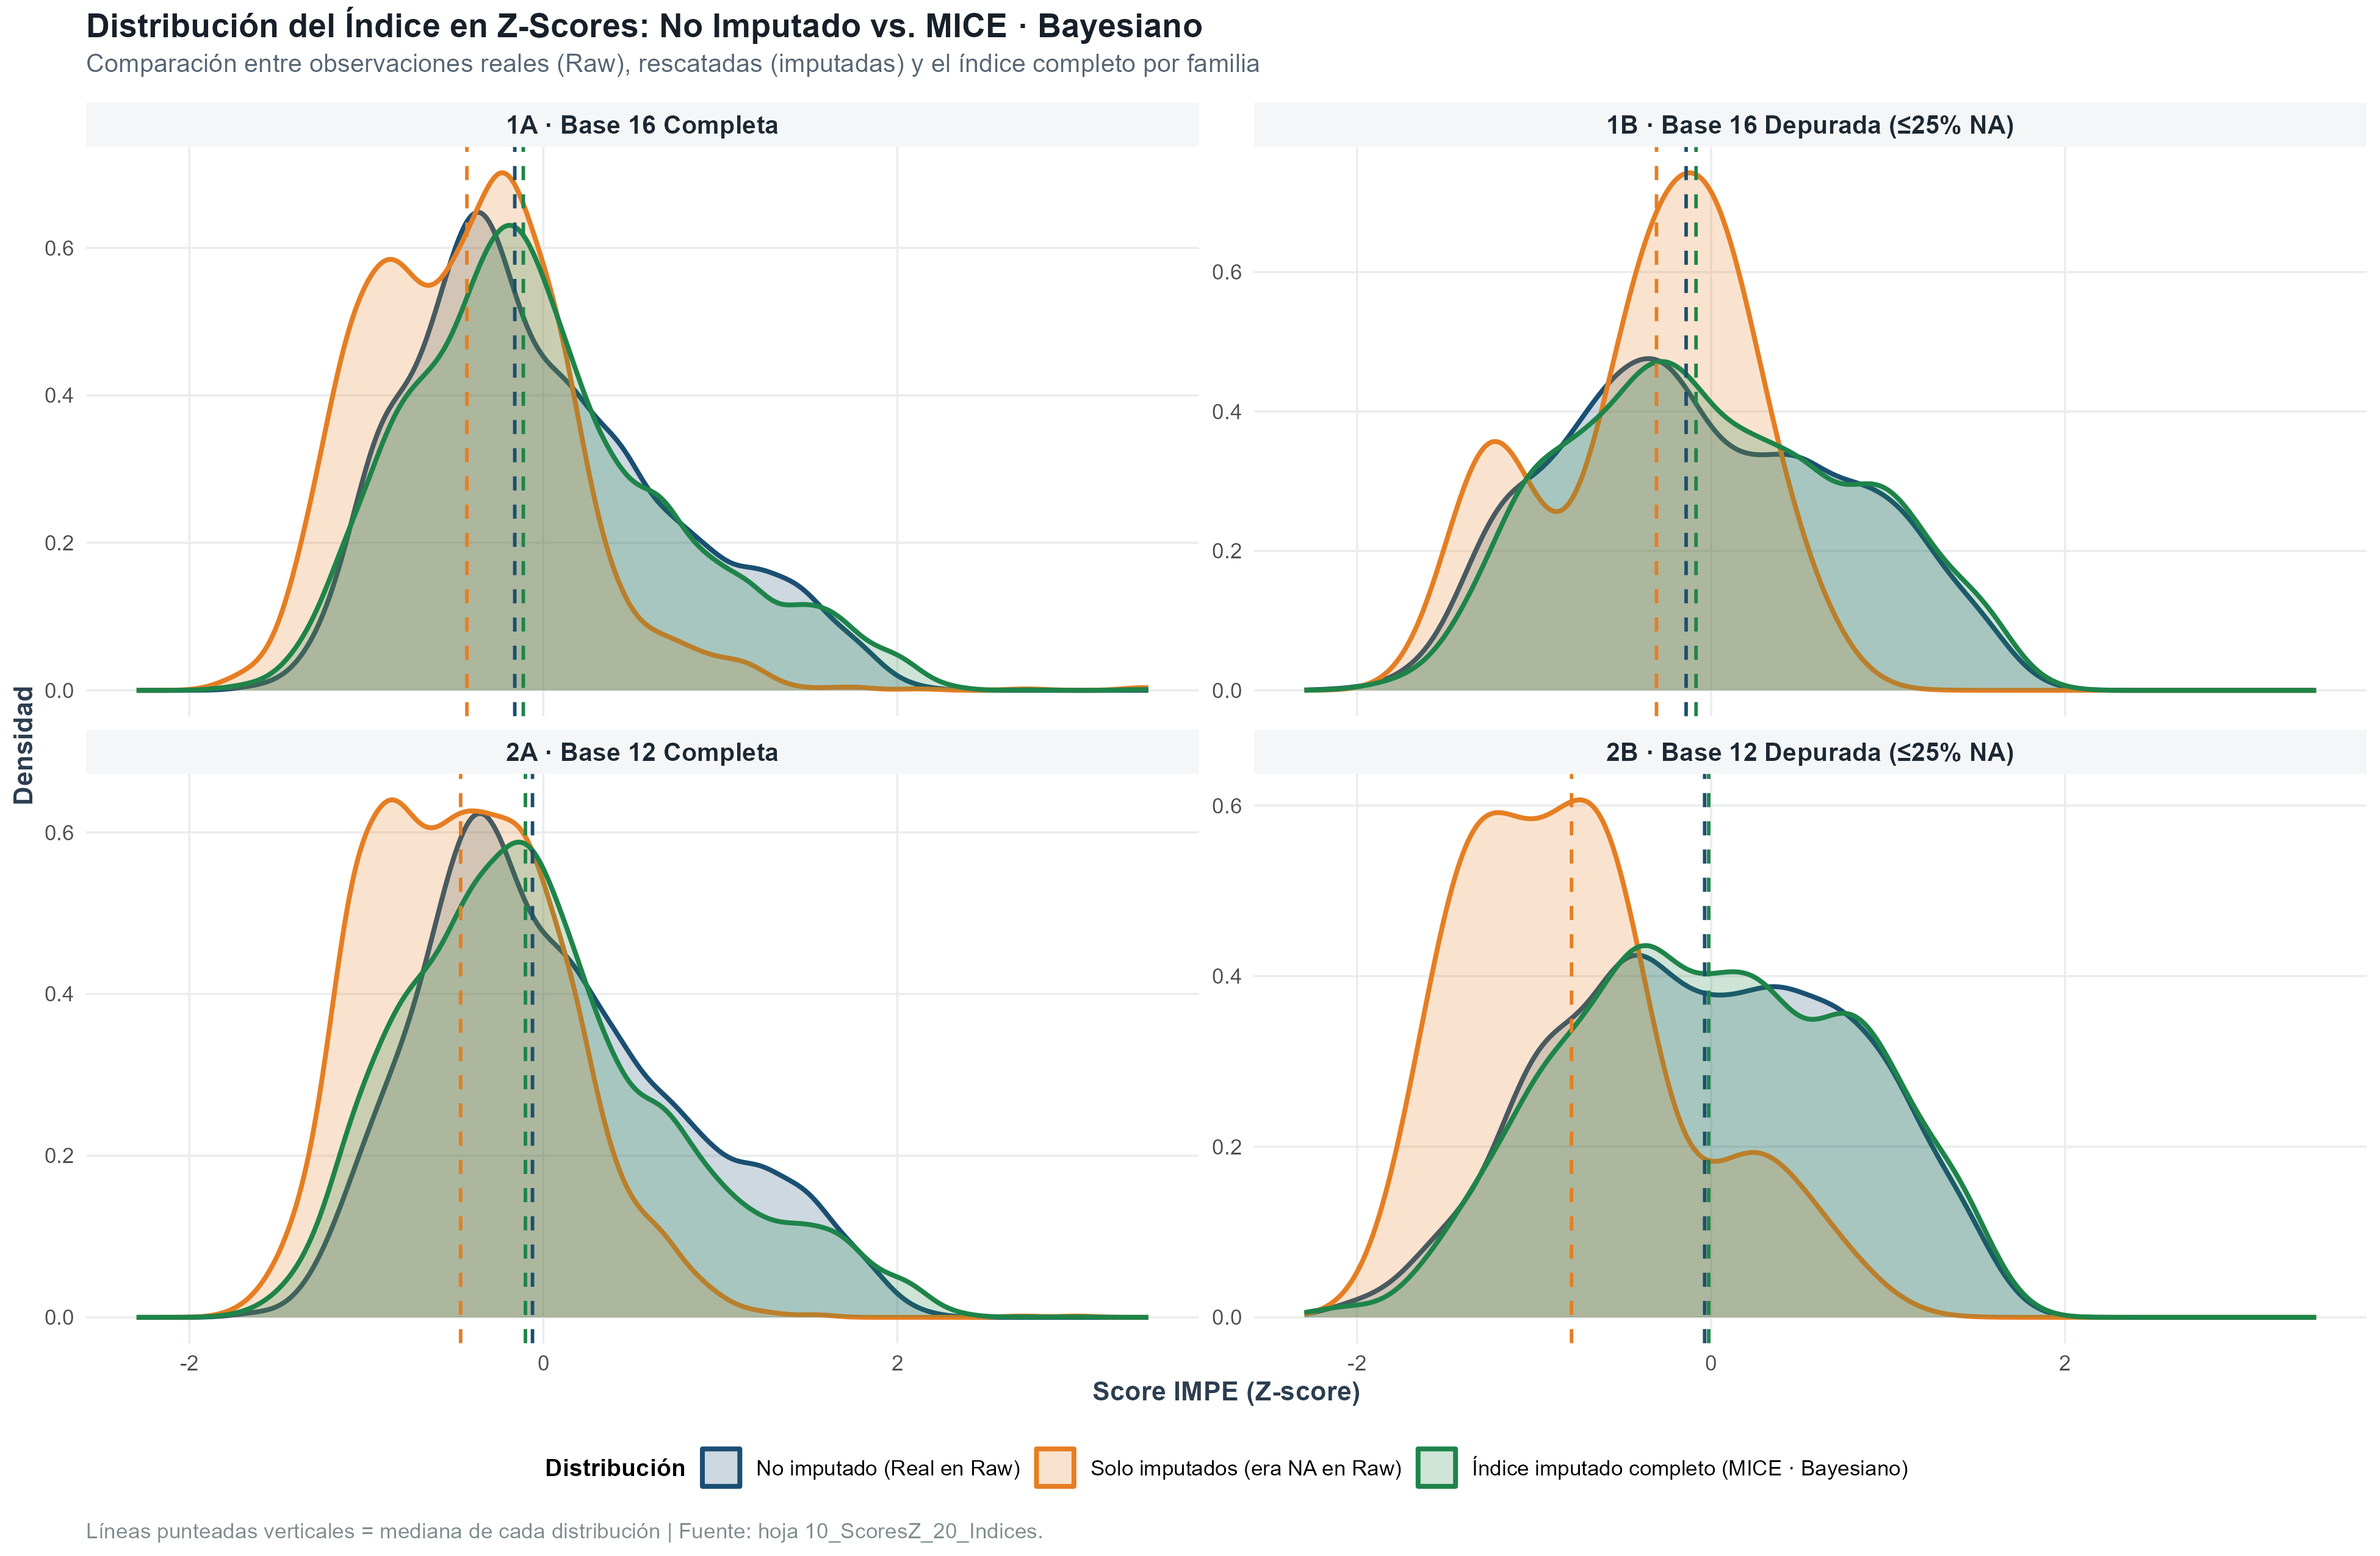 Distribución del Índice en Z-Scores: No Imputado vs. MICE · Bayesiano
Comparación entre observaciones reales (Raw), rescatadas (imputadas) y el índice completo por familia
1A · Base 16 Completa
1B · Base 16 Depurada (≤25% NA)
0.6
0.4
0.2
0.0
0.6
0.4
0.2
0.0
Densidad
2A · Base 12 Completa
2B · Base 12 Depurada (≤25% NA)
0.6
0.4
0.2
0.0
0.6
0.4
0.2
0.0
-2 0 2
-2 0 2
Score IMPE (Z-score)
Distribución No imputado (Real en Raw) Solo imputados (era NA en Raw) Índice imputado completo (MICE · Bayesiano)
Líneas punteadas verticales = mediana de cada distribución | Fuente: hoja 10_ScoresZ_20_Indices.